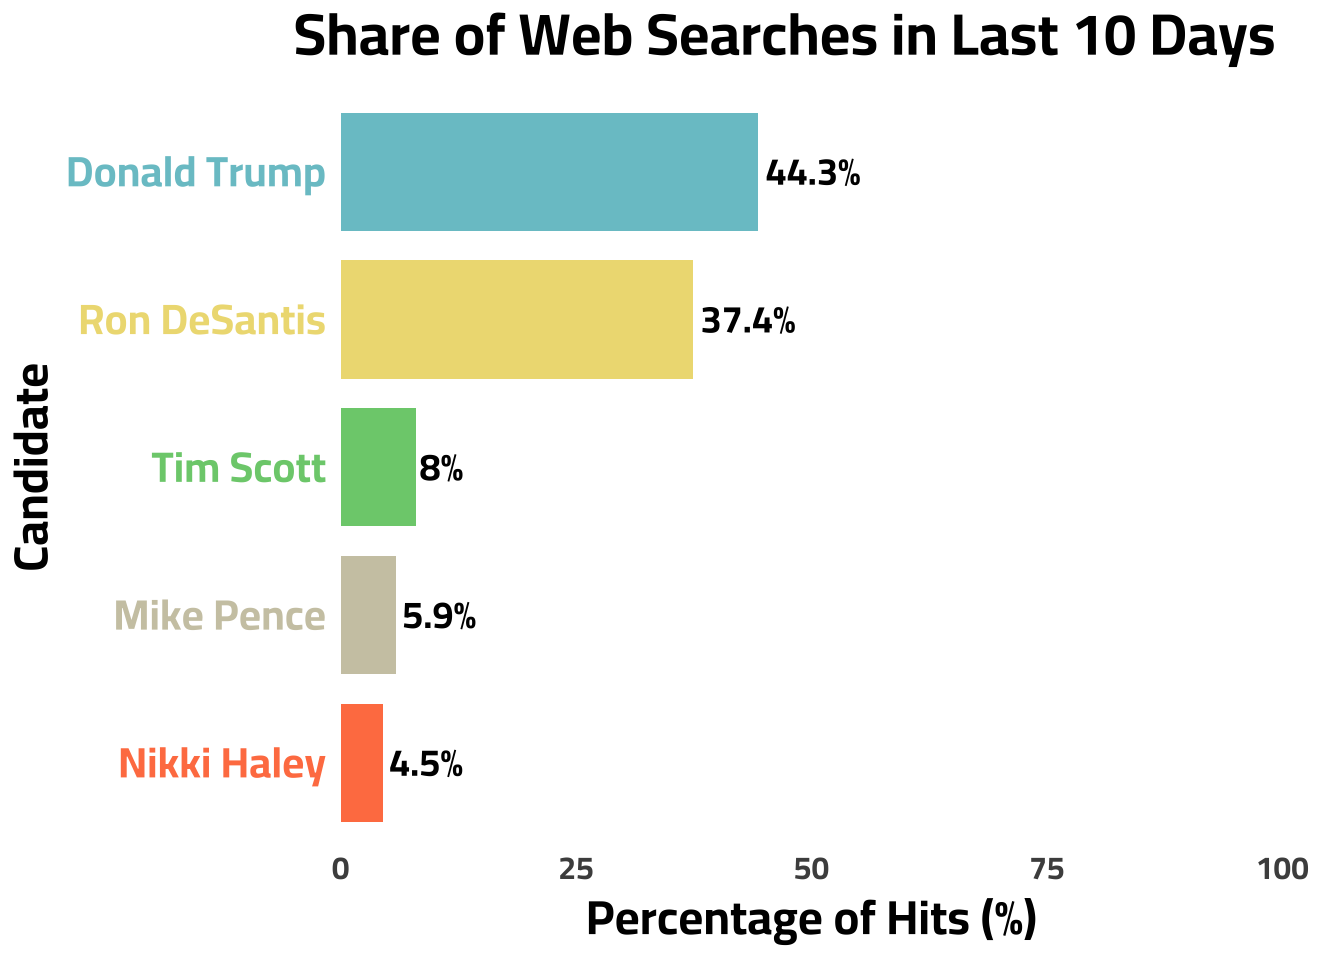 Share of Web Searches in Last 10 Days
Donald Trump 44.3%
Ron DeSantis 37.4%
Tim Scott 8%
Mike Pence 5.9%
Nikki Haley 4.5%
Candidate
0 25 50 75 100
Percentage of Hits (%)